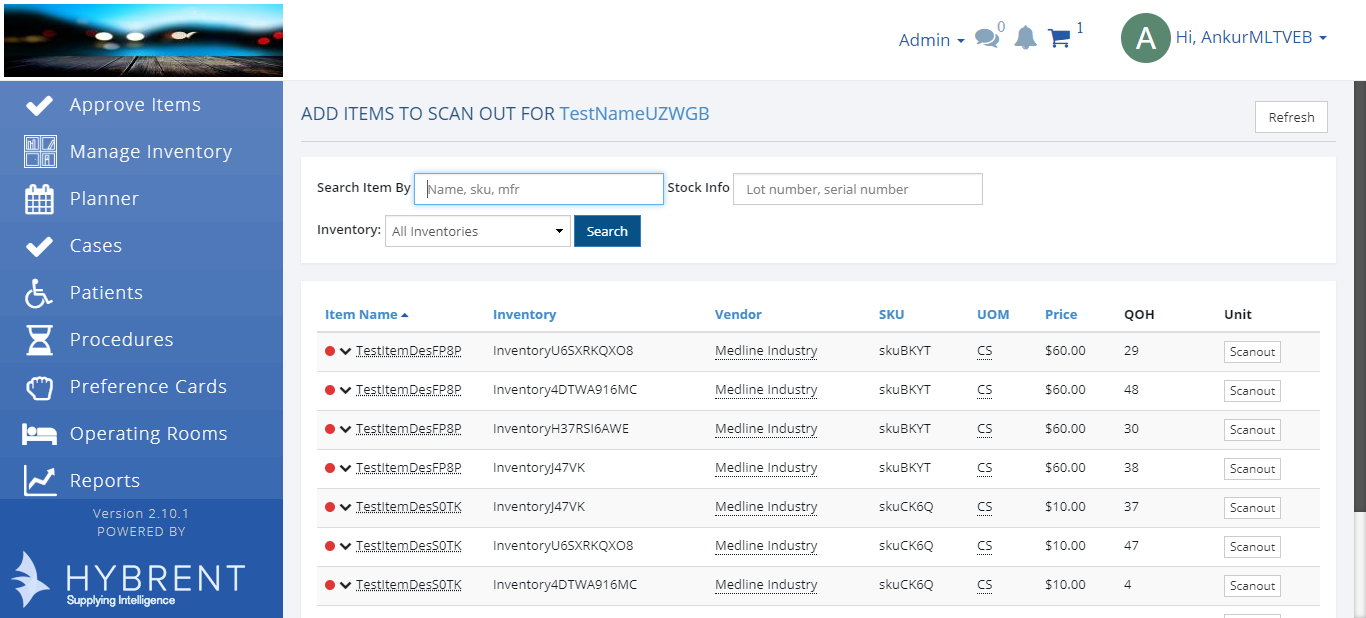 Admin 0 1 A Hi, AnkurMLTVEB
Approve Items
Manage Inventory
Planner
Cases
Patients
Procedures
Preference Cards
Operating Rooms
Reports
Version 2.10.1
POWERED BY
HYBRENT
Supplying Intelligence
ADD ITEMS TO SCAN OUT FOR TestNameUZWGB Refresh
Search Item By Name, sku, mfr Stock Info Lot number, serial number
Inventory: All Inventories Search
Item Name Inventory Vendor SKU UOM Price QOH Unit
TestItemDesFP8P InventoryU6SXRKQXO8 Medline Industry skuBKYT CS $60.00 29 Scanout
TestItemDesFP8P Inventory4DTWA916MC Medline Industry skuBKYT CS $60.00 48 Scanout
TestItemDesFP8P InventoryH37RSI6AWE Medline Industry skuBKYT CS $60.00 30 Scanout
TestItemDesFP8P InventoryJ47VK Medline Industry skuBKYT CS $60.00 38 Scanout
TestItemDesS0TK InventoryJ47VK Medline Industry skuCK6Q CS $10.00 37 Scanout
TestItemDesS0TK InventoryU6SXRKQXO8 Medline Industry skuCK6Q CS $10.00 47 Scanout
TestItemDesS0TK Inventory4DTWA916MC Medline Industry skuCK6Q CS $10.00 4 Scanout